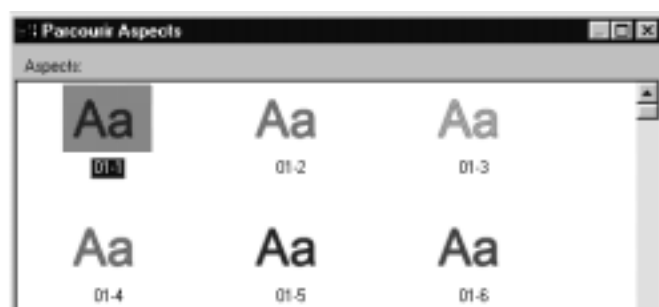 Parcourir Aspects
Aspects:
Aa Aa Aa
01-1 01-2 01-3
Aa Aa Aa
01-4 01-5 01-6